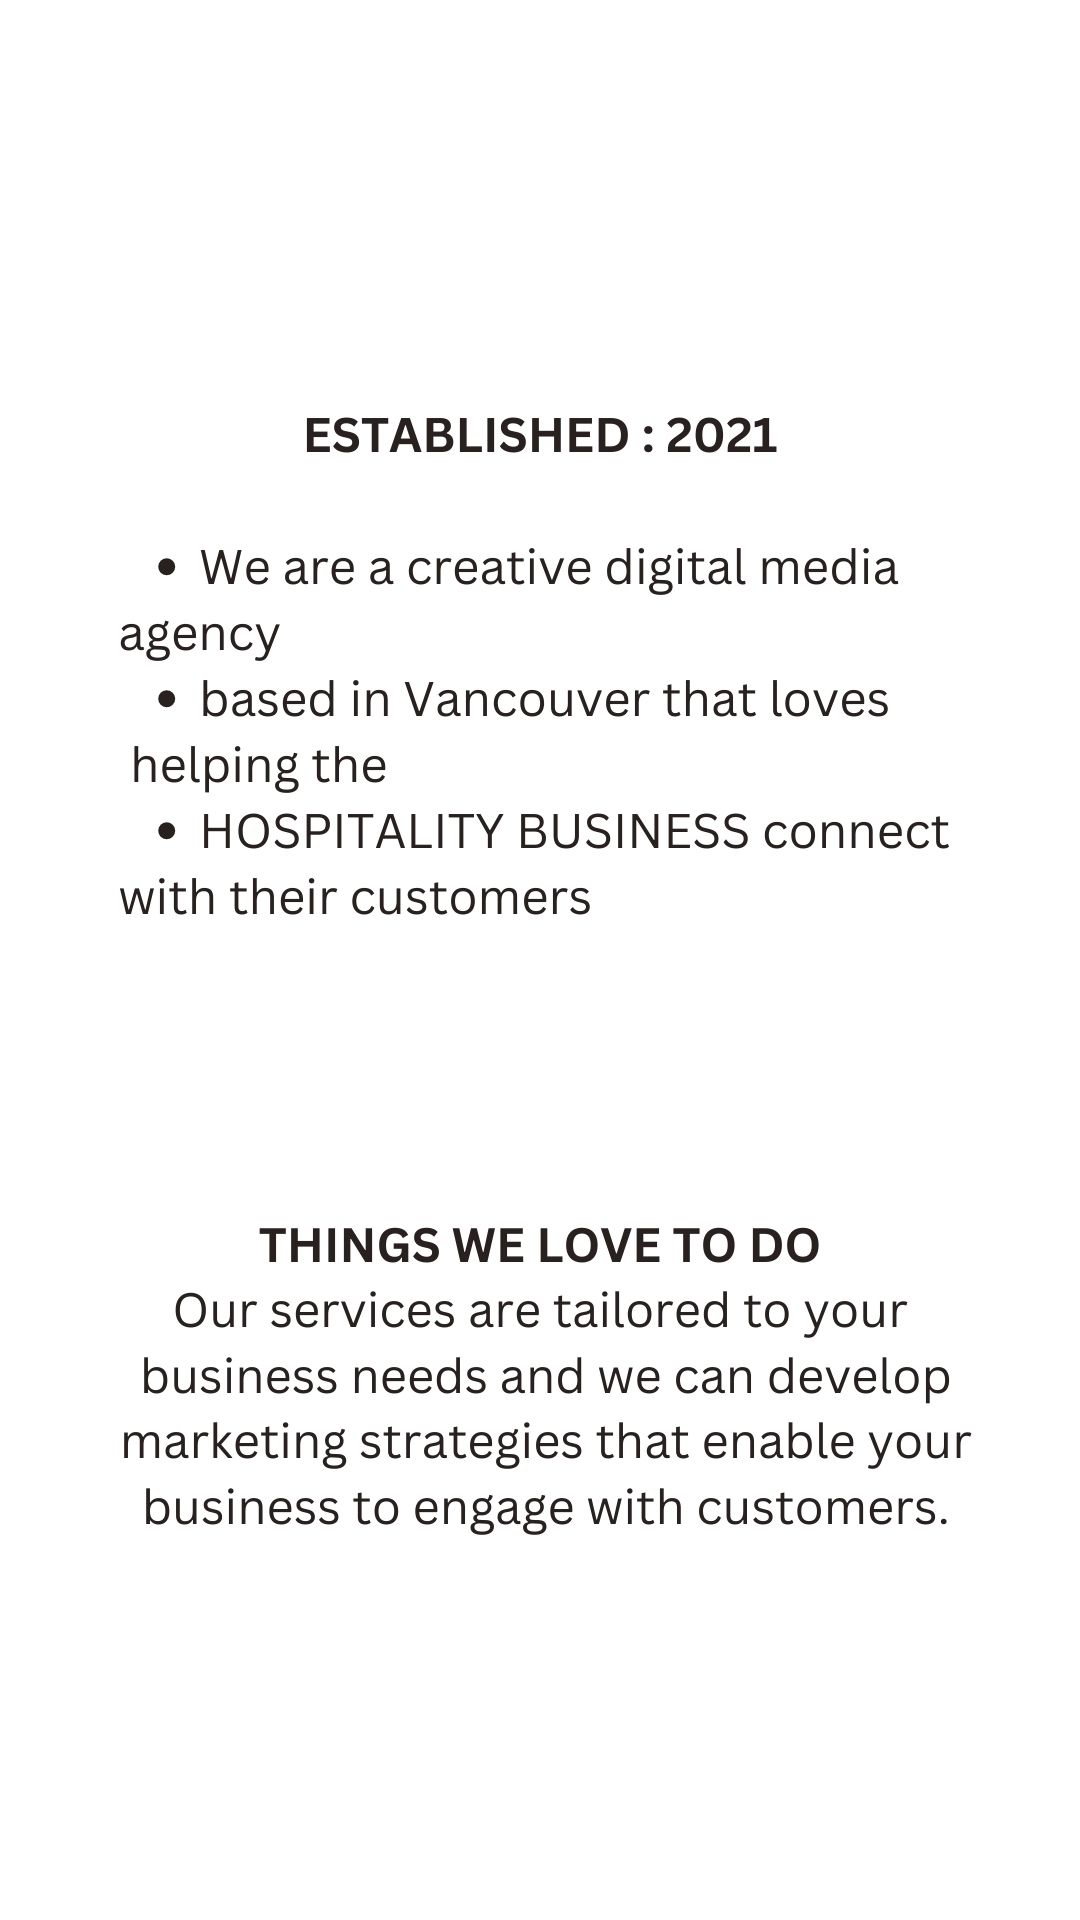 ESTABLISHED : 2021
• We are a creative digital media
agency
• based in Vancouver that loves
helping the
• HOSPITALITY BUSINESS connect
with their customers
THINGS WE LOVE TO DO
Our services are tailored to your
business needs and we can develop
marketing strategies that enable your
business to engage with customers.